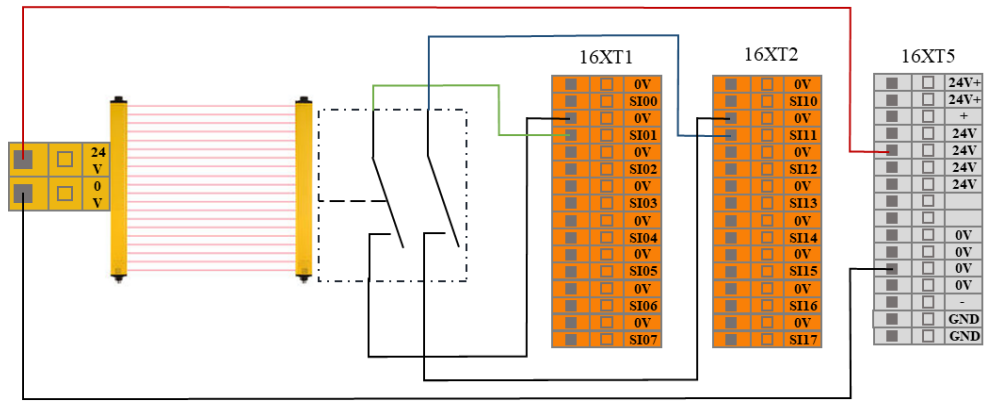 16XT1
16XT2
16XT5
24
V
0
V
0V
SI00
0V
SI01
0V
SI02
0V
SI03
0V
SI04
0V
SI05
0V
SI06
0V
SI07
0V
SI10
0V
SI11
0V
SI12
0V
SI13
0V
SI14
0V
SI15
0V
SI16
0V
SI17
24V+
24V+
+
24V
24V
24V
24V
0V
0V
0V
0V
-
GND
GND